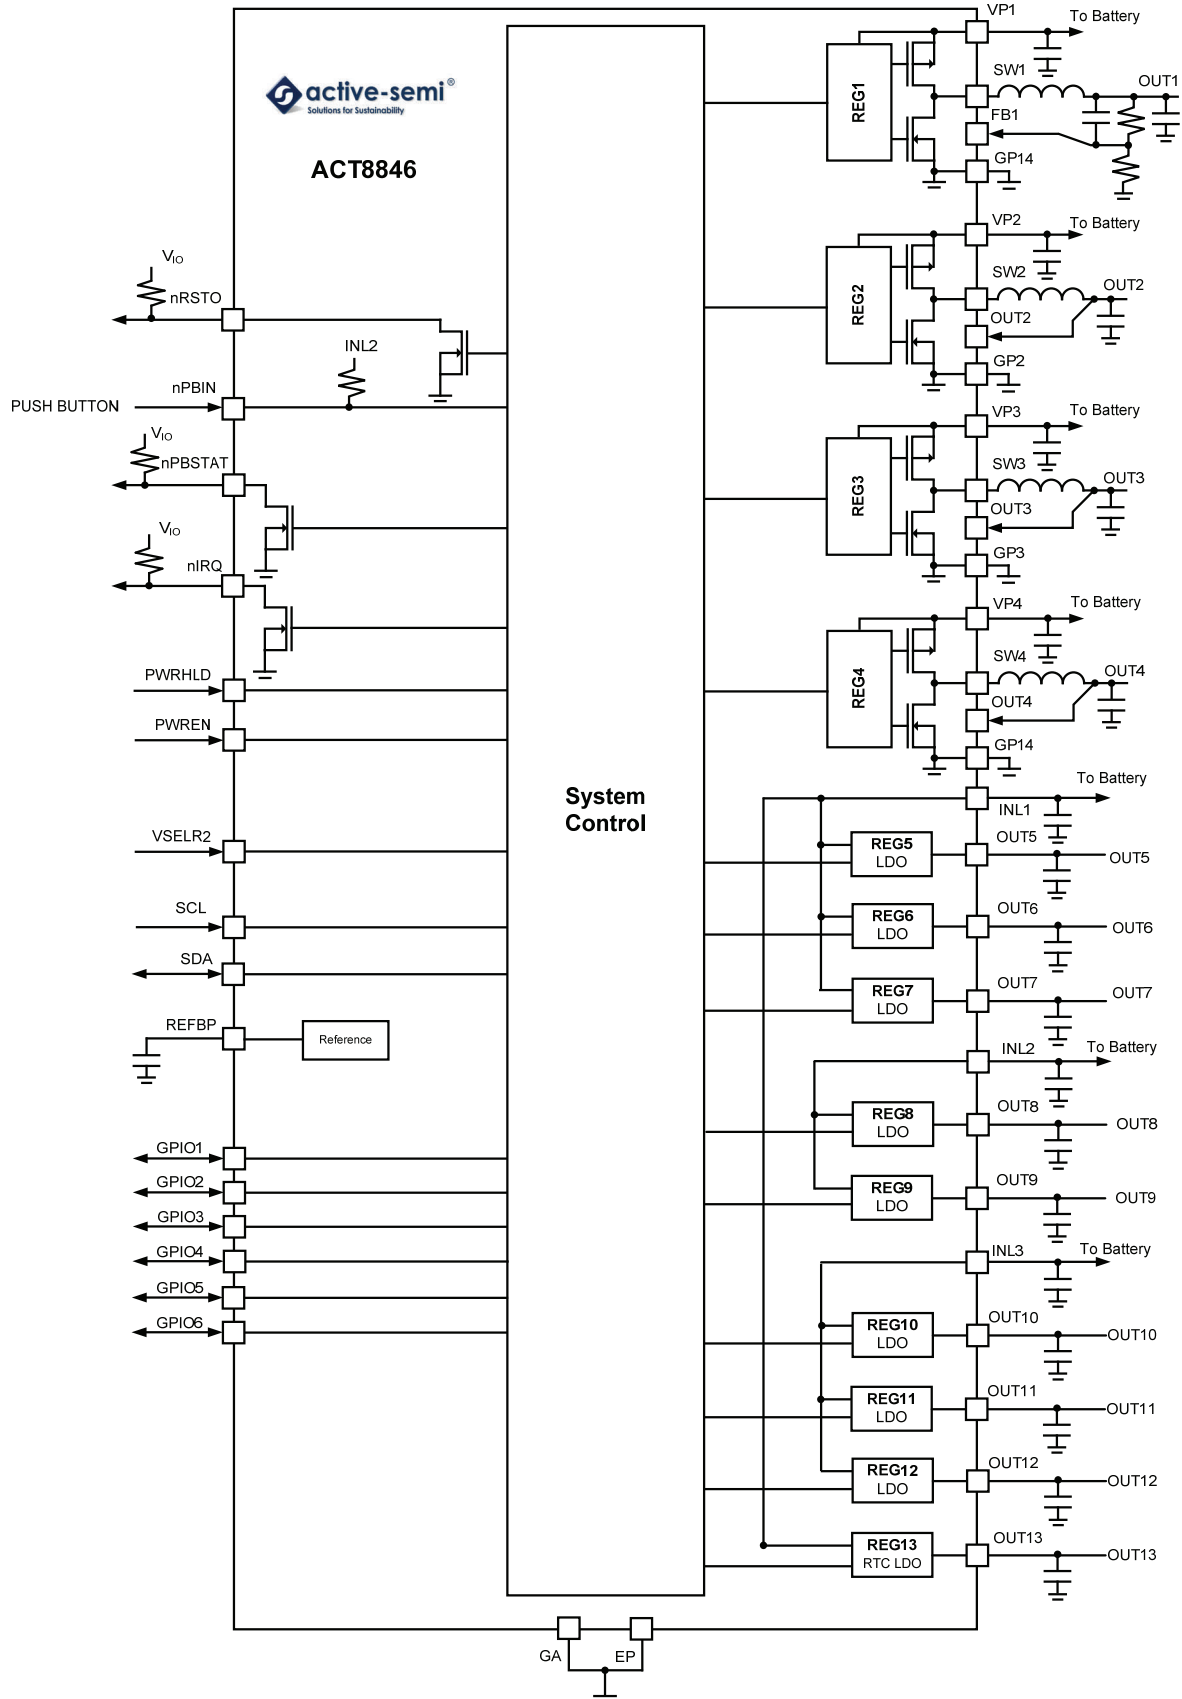 active-semi®
Solutions for Sustainability
ACT8846
VIO
nRSTO
INL2
nPBIN
PUSH BUTTON
VIO
nPBSTAT
VIO
nIRQ
PWRHLD
PWREN
VSELR2
SCL
SDA
REFBP
Reference
GPIO1
GPIO2
GPIO3
GPIO4
GPIO5
GPIO6
System
Control
GA
EP
REG1
VP1
To Battery
SW1
OUT1
FB1
GP14
REG2
VP2
To Battery
SW2
OUT2
OUT2
GP2
REG3
VP3
To Battery
SW3
OUT3
OUT3
GP3
REG4
VP4
To Battery
SW4
OUT4
OUT4
GP14
To Battery
INL1
REG5
LDO
OUT5
OUT5
REG6
LDO
OUT6
OUT6
REG7
LDO
OUT7
OUT7
INL2
To Battery
REG8
LDO
OUT8
OUT8
REG9
LDO
OUT9
OUT9
INL3
To Battery
REG10
LDO
OUT10
OUT10
REG11
LDO
OUT11
OUT11
REG12
LDO
OUT12
OUT12
REG13
RTC LDO
OUT13
OUT13